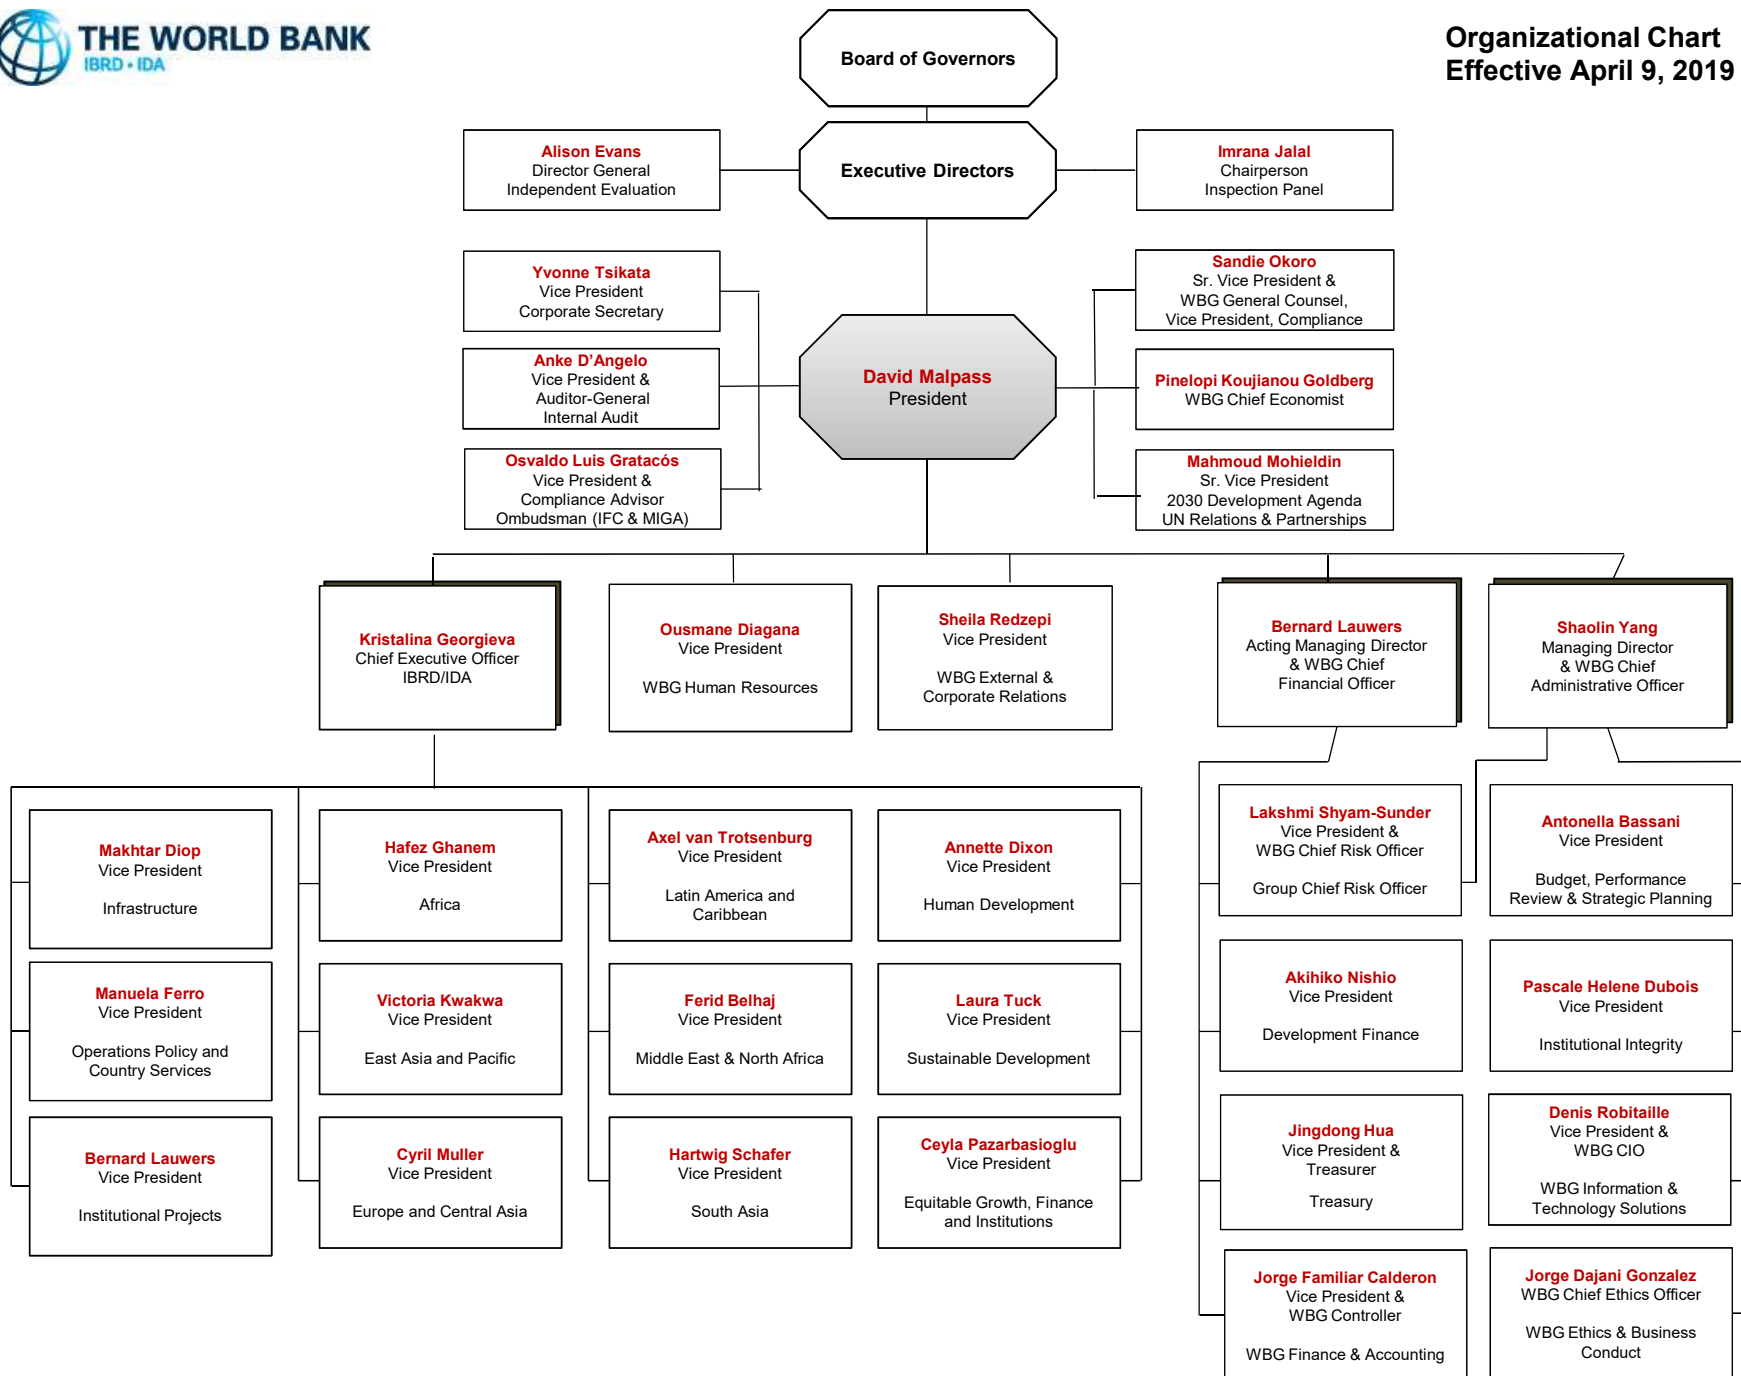 THE WORLD BANK
IBRD • IDA
Organizational Chart
Effective April 9, 2019
Board of Governors
Executive Directors
Alison Evans
Director General
Independent Evaluation
Imrana Jalal
Chairperson
Inspection Panel
Yvonne Tsikata
Vice President
Corporate Secretary
Sandie Okoro
Sr. Vice President &
WBG General Counsel,
Vice President, Compliance
Anke D’Angelo
Vice President &
Auditor-General
Internal Audit
David Malpass
President
Pinelopi Koujianou Goldberg
WBG Chief Economist
Osvaldo Luis Gratacós
Vice President &
Compliance Advisor
Ombudsman (IFC & MIGA)
Mahmoud Mohieldin
Sr. Vice President
2030 Development Agenda
UN Relations & Partnerships
Kristalina Georgieva
Chief Executive Officer
IBRD/IDA
Ousmane Diagana
Vice President
WBG Human Resources
Sheila Redzepi
Vice President
WBG External &
Corporate Relations
Bernard Lauwers
Acting Managing Director
& WBG Chief
Financial Officer
Shaolin Yang
Managing Director
& WBG Chief
Administrative Officer
Makhtar Diop
Vice President
Infrastructure
Hafez Ghanem
Vice President
Africa
Axel van Trotsenburg
Vice President
Latin America and
Caribbean
Annette Dixon
Vice President
Human Development
Lakshmi Shyam-Sunder
Vice President &
WBG Chief Risk Officer
Group Chief Risk Officer
Antonella Bassani
Vice President
Budget, Performance
Review & Strategic Planning
Manuela Ferro
Vice President
Operations Policy and
Country Services
Victoria Kwakwa
Vice President
East Asia and Pacific
Ferid Belhaj
Vice President
Middle East & North Africa
Laura Tuck
Vice President
Sustainable Development
Akihiko Nishio
Vice President
Development Finance
Pascale Helene Dubois
Vice President
Institutional Integrity
Bernard Lauwers
Vice President
Institutional Projects
Cyril Muller
Vice President
Europe and Central Asia
Hartwig Schafer
Vice President
South Asia
Ceyla Pazarbasioglu
Vice President
Equitable Growth, Finance
and Institutions
Jingdong Hua
Vice President &
Treasurer
Treasury
Denis Robitaille
Vice President &
WBG CIO
WBG Information &
Technology Solutions
Jorge Familiar Calderon
Vice President &
WBG Controller
WBG Finance & Accounting
Jorge Dajani Gonzalez
WBG Chief Ethics Officer
WBG Ethics & Business
Conduct